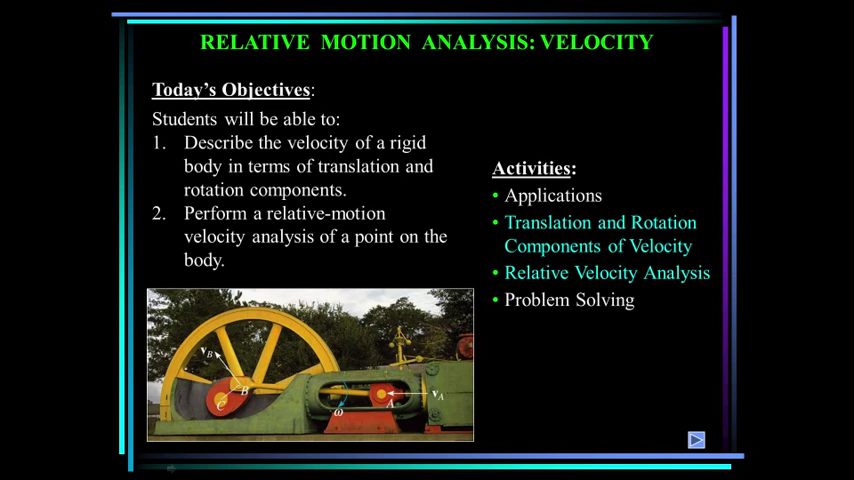 RELATIVE MOTION ANALYSIS: VELOCITY
Today's Objectives:
Students will be able to:
1. Describe the velocity of a rigid
body in terms of translation and
rotation components.
2. Perform a relative-motion
velocity analysis of a point on the
body.
Activities:
• Applications
• Translation and Rotation
Components of Velocity
• Relative Velocity Analysis
• Problem Solving
v_B
B
C
ω
A
v_A